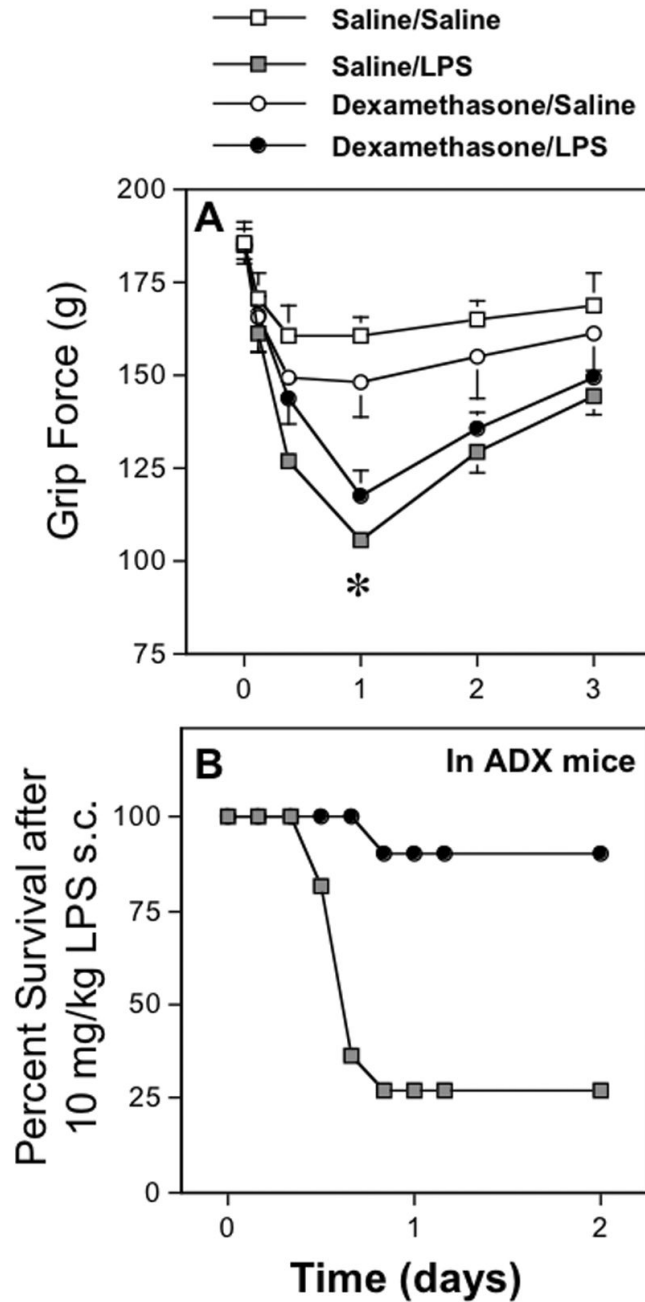 Saline/Saline
Saline/LPS
Dexamethasone/Saline
Dexamethasone/LPS
A
200
175
150
125
100
75
Grip Force (g)
*
0 1 2 3
B
In ADX mice
100
75
50
25
0
Percent Survival after
10 mg/kg LPS s.c.
0 1 2
Time (days)